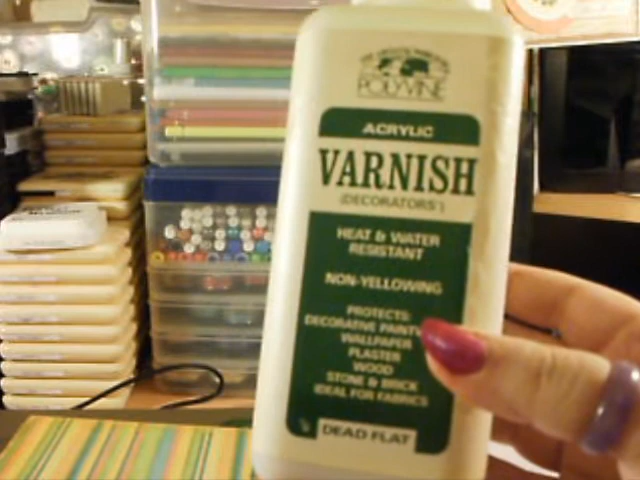 POLYVINE
ACRYLIC
VARNISH
(DECORATORS')
HEAT & WATER
RESISTANT
NON-YELLOWING
PROTECTS:
DECORATIVE PAINT
WALLPAPER
PLASTER
WOOD
STONE & BRICK
IDEAL FOR FABRICS
DEAD FLAT